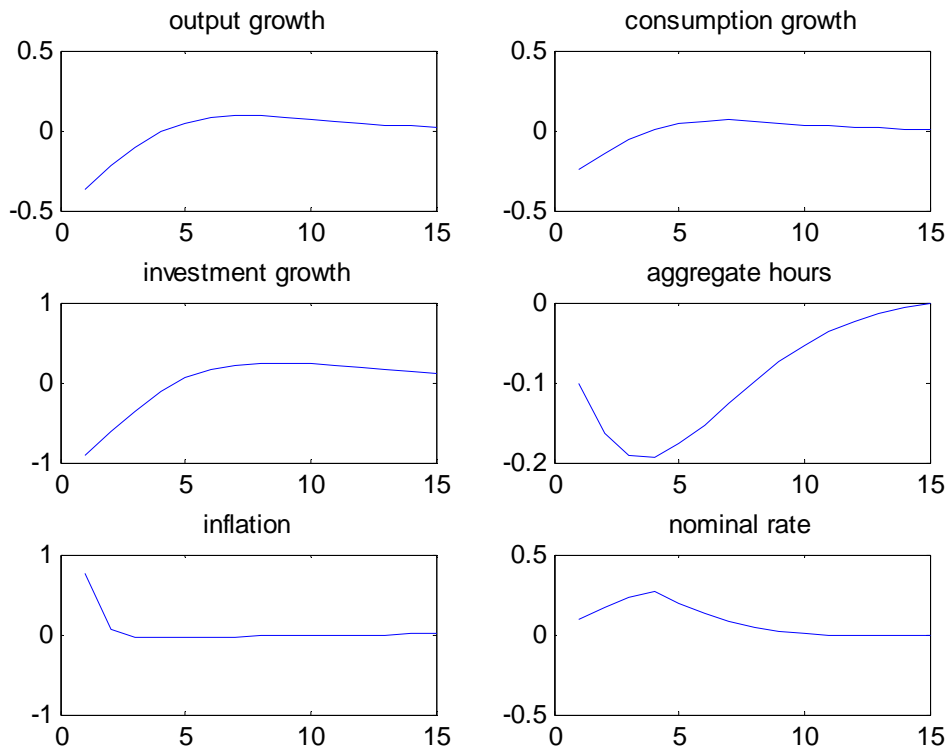 output growth
consumption growth
0.5
0
-0.5
0 5 10 15
0.5
0
-0.5
0 5 10 15
investment growth
aggregate hours
1
0
-1
0 5 10 15
0
-0.1
-0.2
0 5 10 15
inflation
nominal rate
1
0
-1
0 5 10 15
0.5
0
-0.5
0 5 10 15